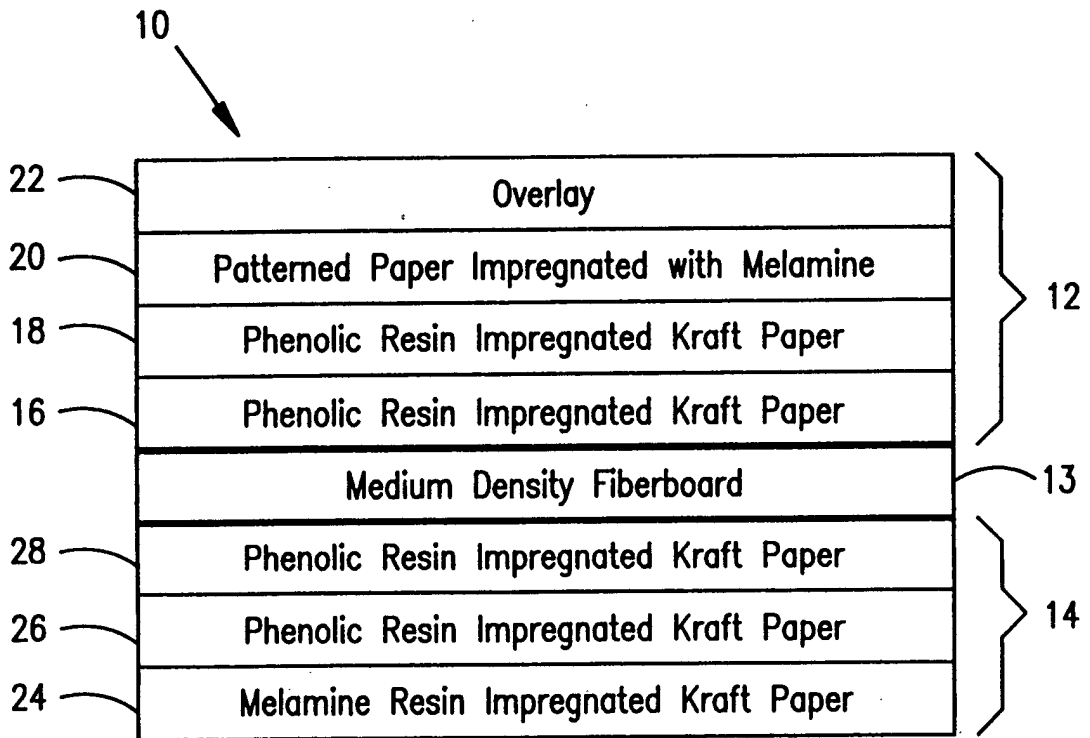 10
22 Overlay
20 Patterned Paper Impregnated with Melamine
12
18 Phenolic Resin Impregnated Kraft Paper
16 Phenolic Resin Impregnated Kraft Paper
Medium Density Fiberboard 13
28 Phenolic Resin Impregnated Kraft Paper
14
26 Phenolic Resin Impregnated Kraft Paper
24 Melamine Resin Impregnated Kraft Paper